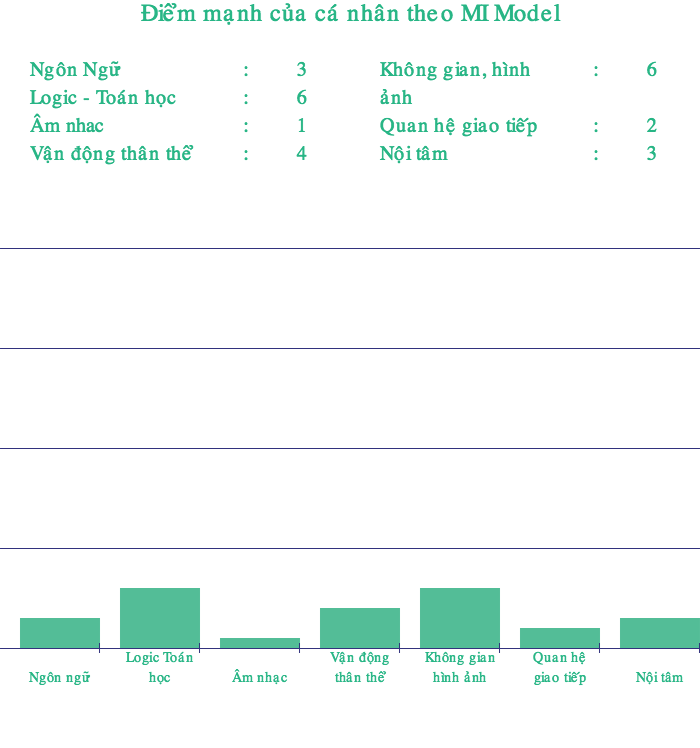 Điểm mạnh của cá nhân theo MI Model
Ngôn Ngữ : 3
Logic - Toán học : 6
Âm nhac : 1
Vận động thân thể : 4
Không gian, hình : 6
ảnh
Quan hệ giao tiếp : 2
Nội tâm : 3
Ngôn ngữ
Logic Toán
học
Âm nhạc
Vận động
thân thể
Không gian
hình ảnh
Quan hệ
giao tiếp
Nội tâm